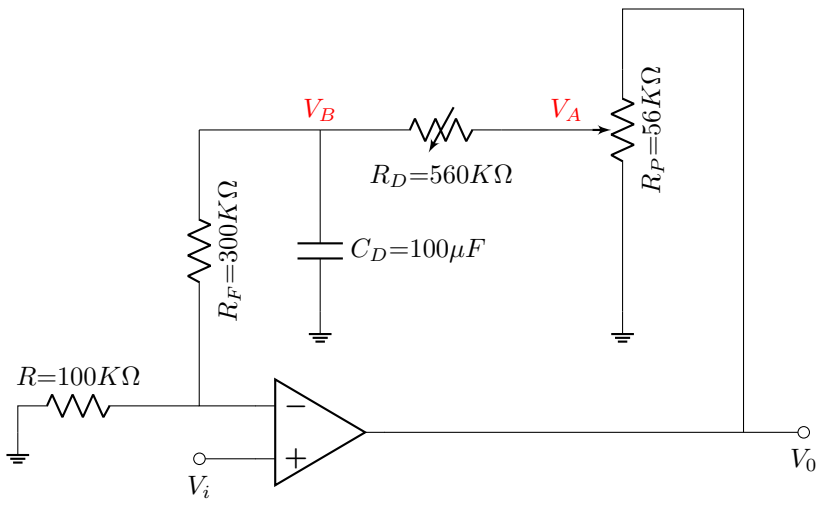 V_B
V_A
R_P=56KΩ
R_D=560KΩ
R_F=300KΩ
C_D=100μF
R=100KΩ
−
+
V_i
V_0